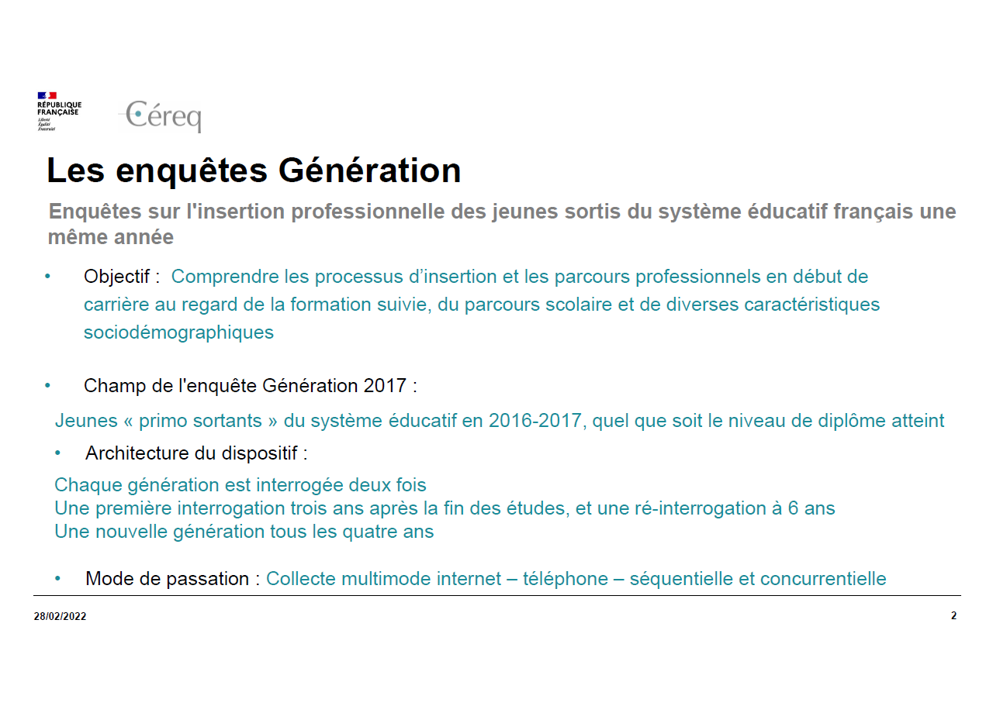 RÉPUBLIQUE
FRANÇAISE
Liberté
Égalité
Fraternité
Céreq
Les enquêtes Génération
Enquêtes sur l'insertion professionnelle des jeunes sortis du système éducatif français une
même année
• Objectif : Comprendre les processus d’insertion et les parcours professionnels en début de
carrière au regard de la formation suivie, du parcours scolaire et de diverses caractéristiques
sociodémographiques
• Champ de l'enquête Génération 2017 :
Jeunes « primo sortants » du système éducatif en 2016-2017, quel que soit le niveau de diplôme atteint
• Architecture du dispositif :
Chaque génération est interrogée deux fois
Une première interrogation trois ans après la fin des études, et une ré-interrogation à 6 ans
Une nouvelle génération tous les quatre ans
• Mode de passation : Collecte multimode internet – téléphone – séquentielle et concurrentielle
28/02/2022
2